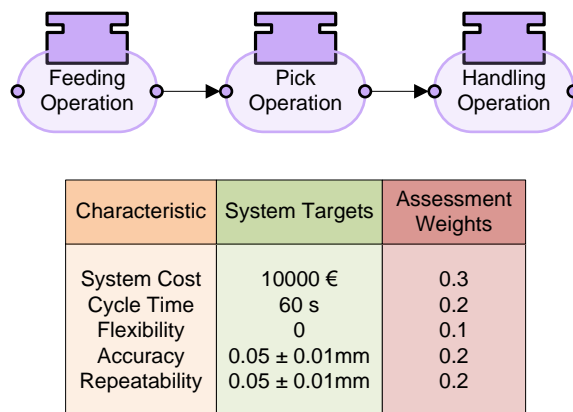 Feeding Operation
Pick Operation
Handling Operation
Characteristic System Targets Assessment Weights
System Cost 10000 € 0.3
Cycle Time 60 s 0.2
Flexibility 0 0.1
Accuracy 0.05 ± 0.01mm 0.2
Repeatability 0.05 ± 0.01mm 0.2